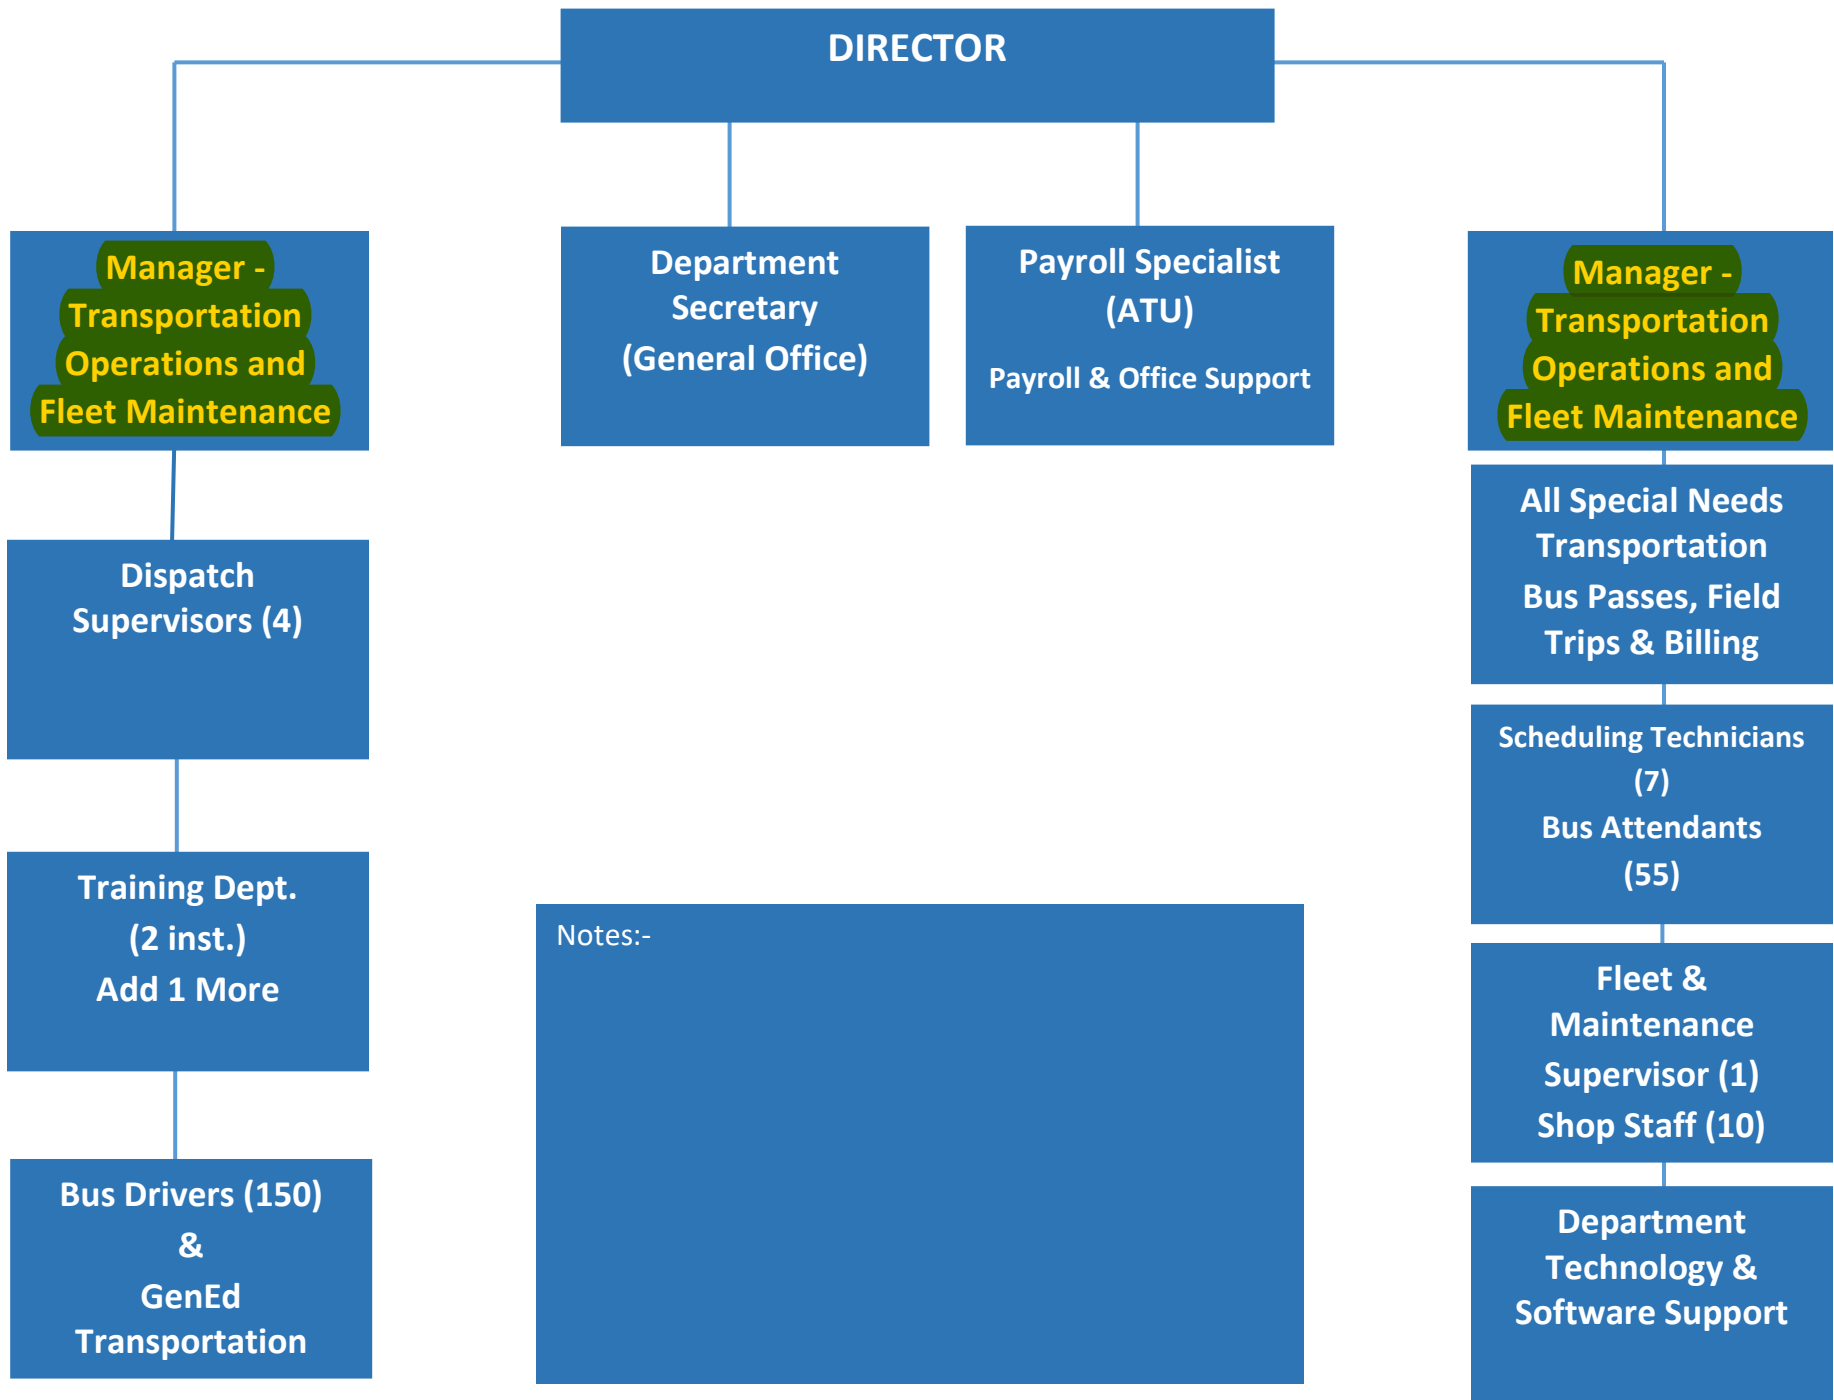 DIRECTOR
Manager -
Transportation
Operations and
Fleet Maintenance
Department
Secretary
(General Office)
Payroll Specialist
(ATU)
Payroll & Office Support
Manager -
Transportation
Operations and
Fleet Maintenance
Dispatch
Supervisors (4)
Training Dept.
(2 inst.)
Add 1 More
Bus Drivers (150)
&
GenEd
Transportation
All Special Needs
Transportation
Bus Passes, Field
Trips & Billing
Scheduling Technicians
(7)
Bus Attendants
(55)
Fleet &
Maintenance
Supervisor (1)
Shop Staff (10)
Department
Technology &
Software Support
Notes:-